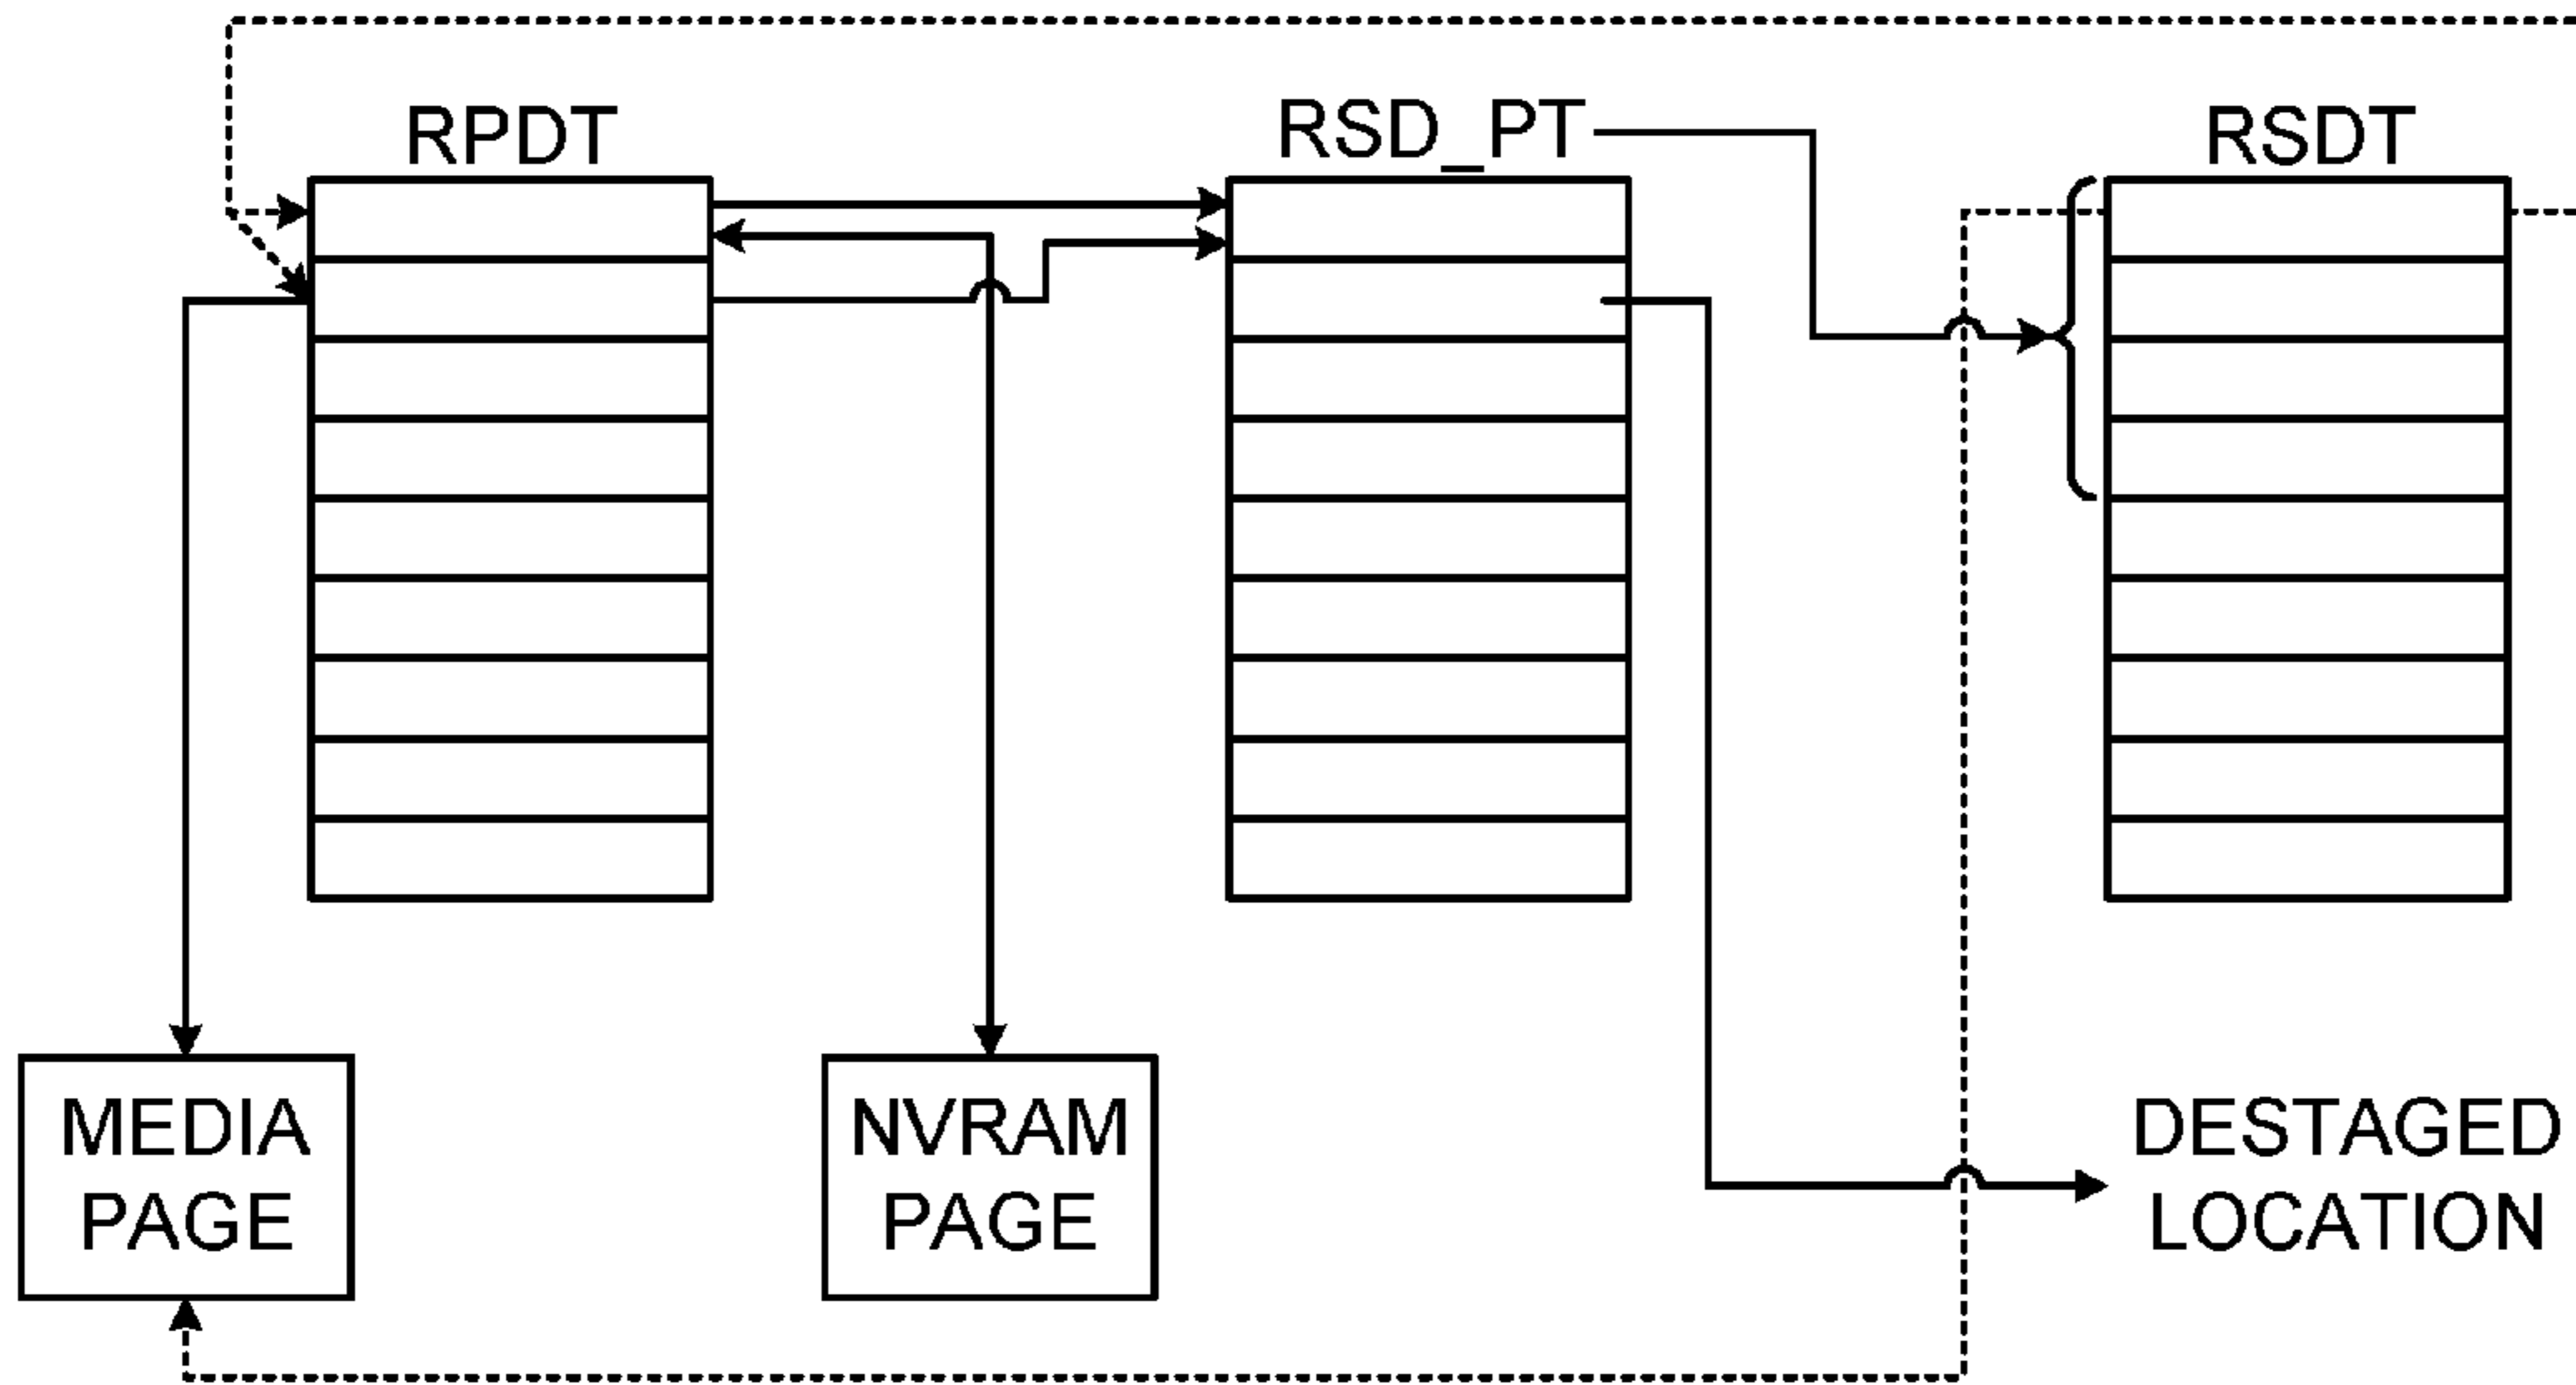 RPDT
RSD_PT
RSDT
MEDIA
PAGE
NVRAM
PAGE
DESTAGED
LOCATION